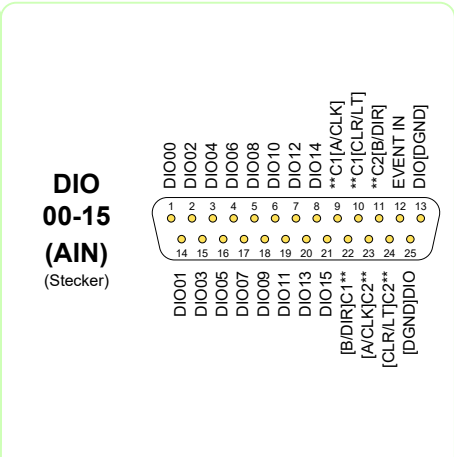 DIO00
DIO02
DIO04
DIO06
DIO08
DIO10
DIO12
DIO14
**C1[A/CLK]
**C1[CLR/LT]
**C2[B/DIR]
EVENT IN
DIO[DGND]
DIO
00-15
(AIN)
(Stecker)
1 2 3 4 5 6 7 8 9 10 11 12 13
14 15 16 17 18 19 20 21 22 23 24 25
DIO01
DIO03
DIO05
DIO07
DIO09
DIO11
DIO13
DIO15
[B/DIR]C1**
[A/CLK]C2**
[CLR/LT]C2**
[DGND]DIO